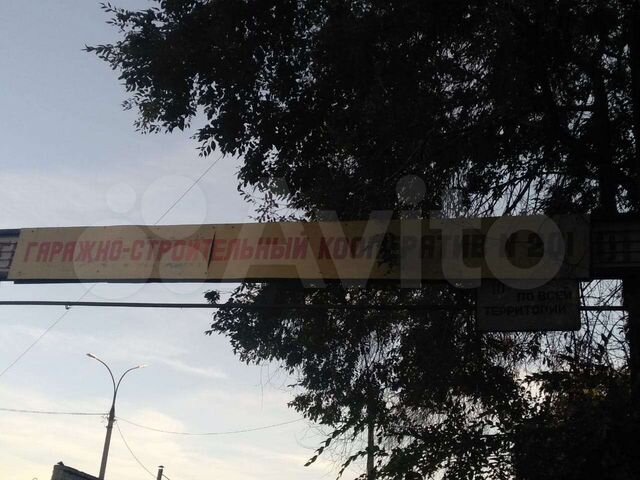 ГАРАЖНО-СТРОИТЕЛЬНЫЙ КООПЕРАТИВ
Avito
ПО ВСЕЙ
ТЕРРИТОРИИ